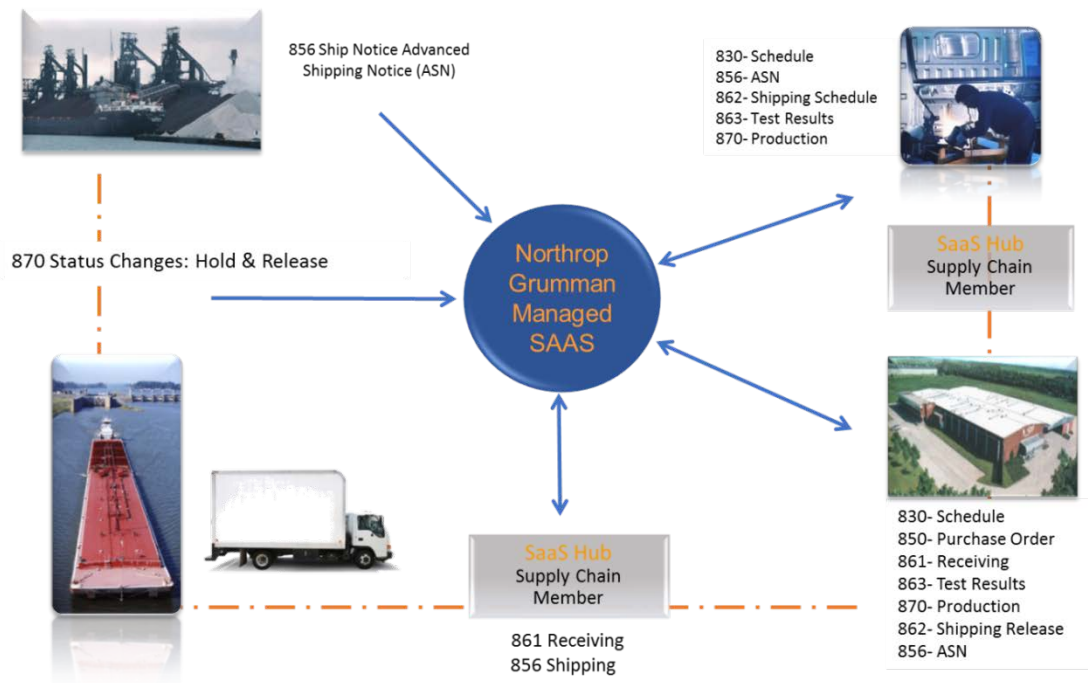 856 Ship Notice Advanced
Shipping Notice (ASN)
830- Schedule
856- ASN
862- Shipping Schedule
863- Test Results
870- Production
870 Status Changes: Hold & Release
Northrop
Grumman
Managed
SAAS
SaaS Hub
Supply Chain
Member
SaaS Hub
Supply Chain
Member
861 Receiving
856 Shipping
830- Schedule
850- Purchase Order
861- Receiving
863- Test Results
870- Production
862- Shipping Release
856- ASN